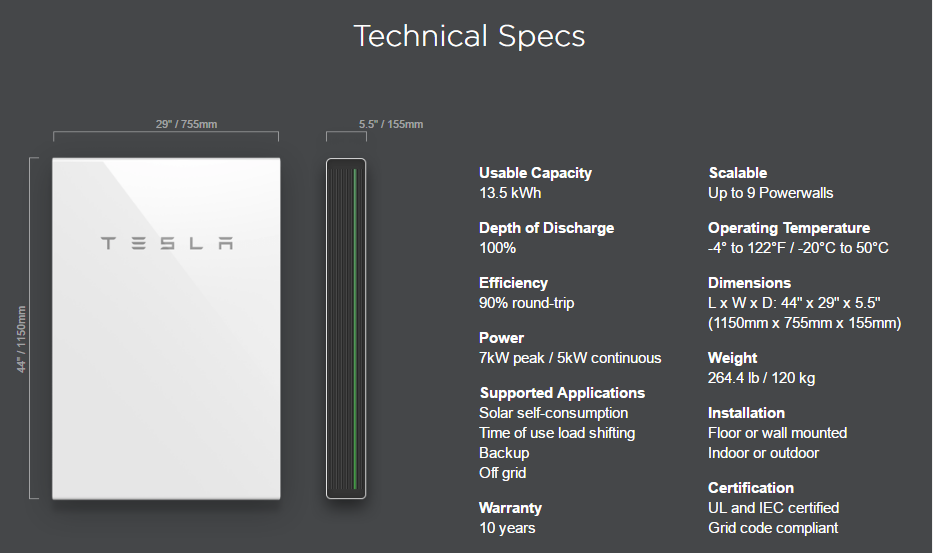 Technical Specs
29" / 755mm
5.5" / 155mm
44" / 1150mm
TESLA
Usable Capacity
13.5 kWh
Depth of Discharge
100%
Efficiency
90% round-trip
Power
7kW peak / 5kW continuous
Supported Applications
Solar self-consumption
Time of use load shifting
Backup
Off grid
Warranty
10 years
Scalable
Up to 9 Powerwalls
Operating Temperature
-4° to 122°F / -20°C to 50°C
Dimensions
L x W x D: 44" x 29" x 5.5"
(1150mm x 755mm x 155mm)
Weight
264.4 lb / 120 kg
Installation
Floor or wall mounted
Indoor or outdoor
Certification
UL and IEC certified
Grid code compliant